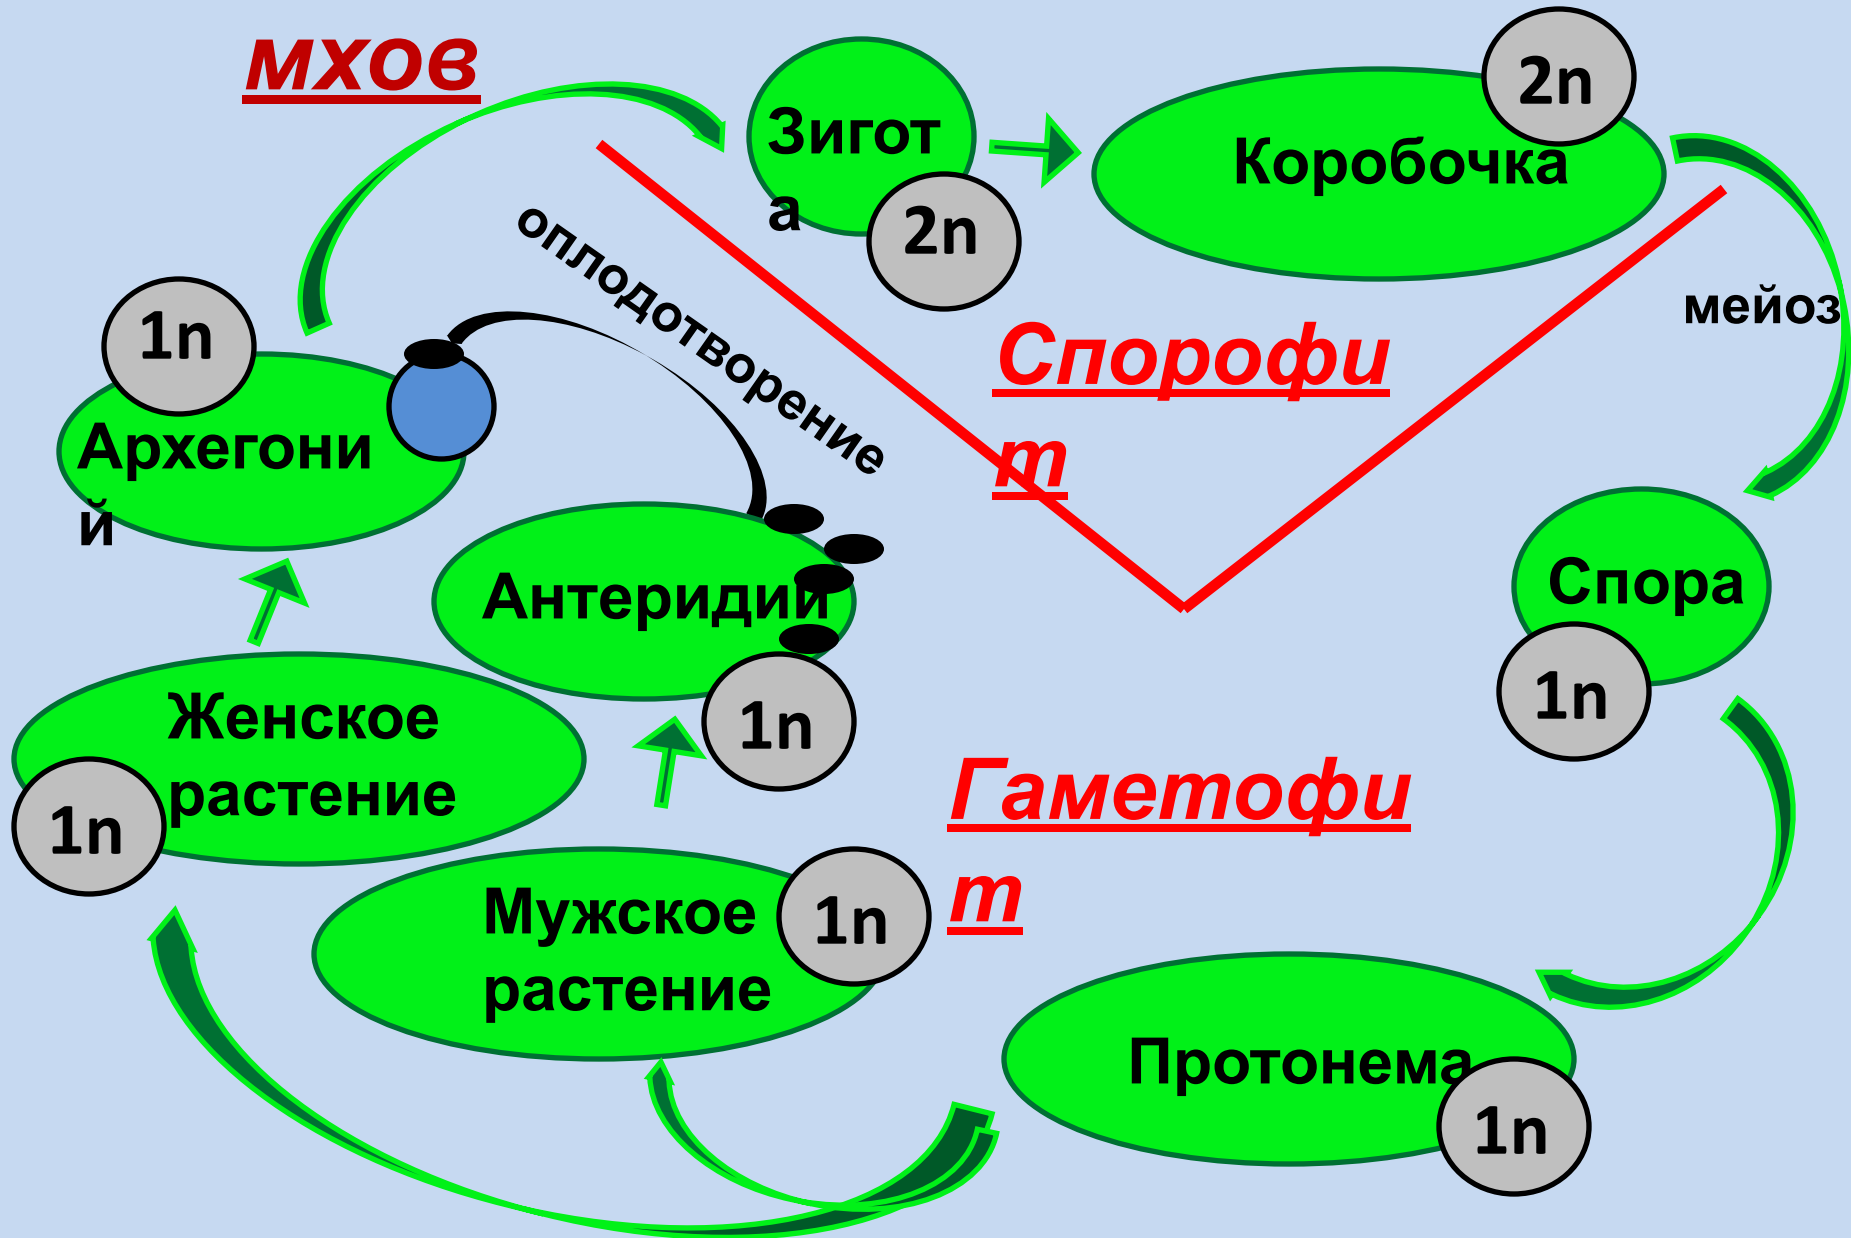 мхов
Зигот
а
2n
Коробочка
2n
оплодотворение
мейоз
Спорофи
т
1n
Архегони
й
Антеридий
1n
Спора
1n
Женское
растение
1n
Гаметофи
т
Мужское
растение
1n
Протонема
1n